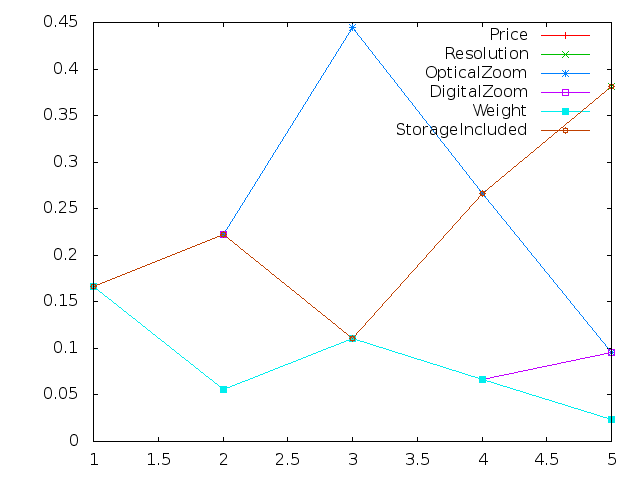 0.45
0.4
0.35
0.3
0.25
0.2
0.15
0.1
0.05
0
1 1.5 2 2.5 3 3.5 4 4.5 5
Price
Resolution
OpticalZoom
DigitalZoom
Weight
StorageIncluded